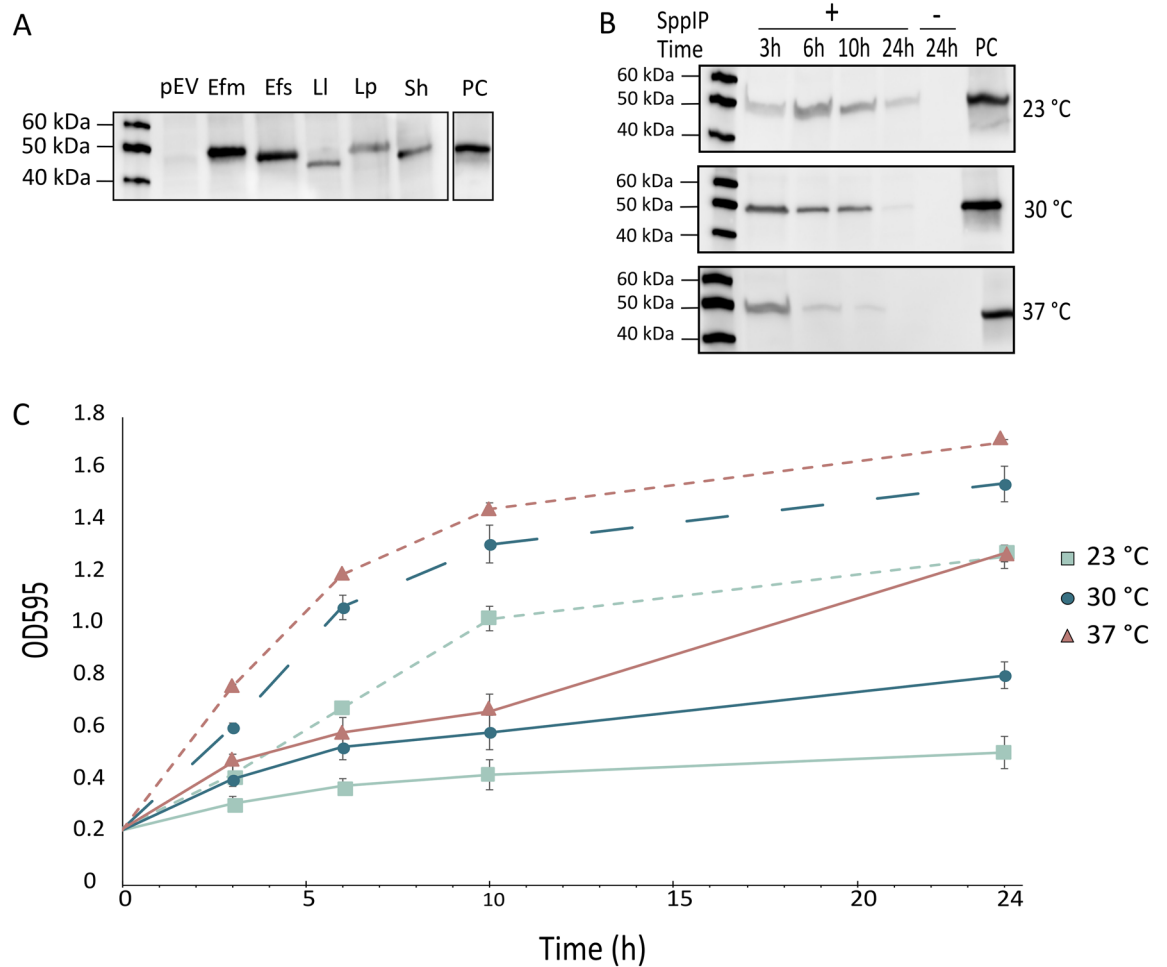 A
pEV Efm Efs Ll Lp Sh PC
60 kDa
50 kDa
40 kDa
B
SppIP + -
Time 3h 6h 10h 24h 24h PC
60 kDa
50 kDa
40 kDa
23 °C
60 kDa
50 kDa
40 kDa
30 °C
60 kDa
50 kDa
40 kDa
37 °C
C
1.8
1.6
1.4
1.2
1.0
0.8
0.6
0.4
0.2
0
OD595
0 5 10 15 20 24
Time (h)
23 °C
30 °C
37 °C